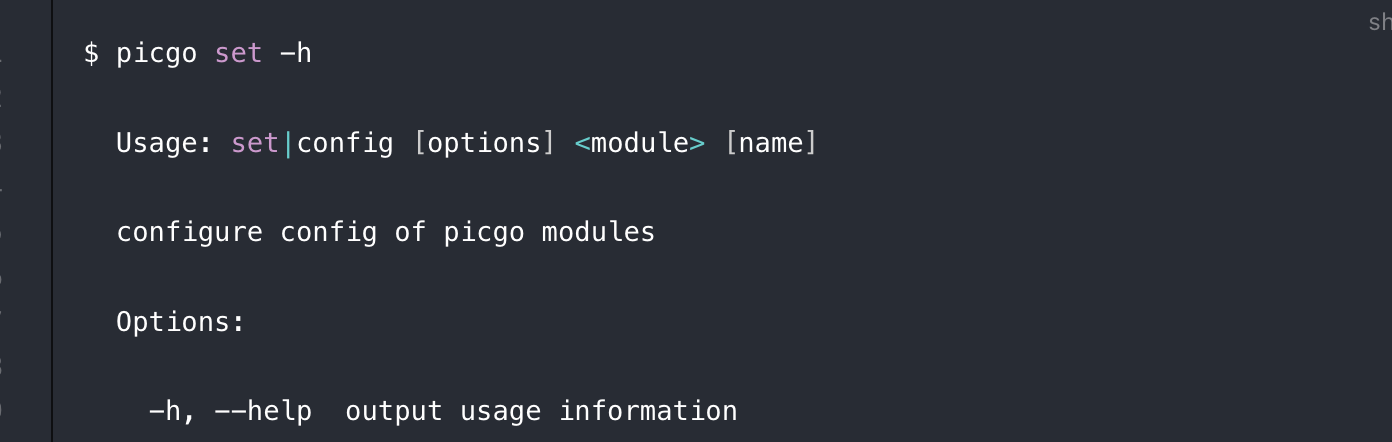 sh
$ picgo set -h
Usage: set|config [options] <module> [name]
configure config of picgo modules
Options:
-h, --help  output usage information